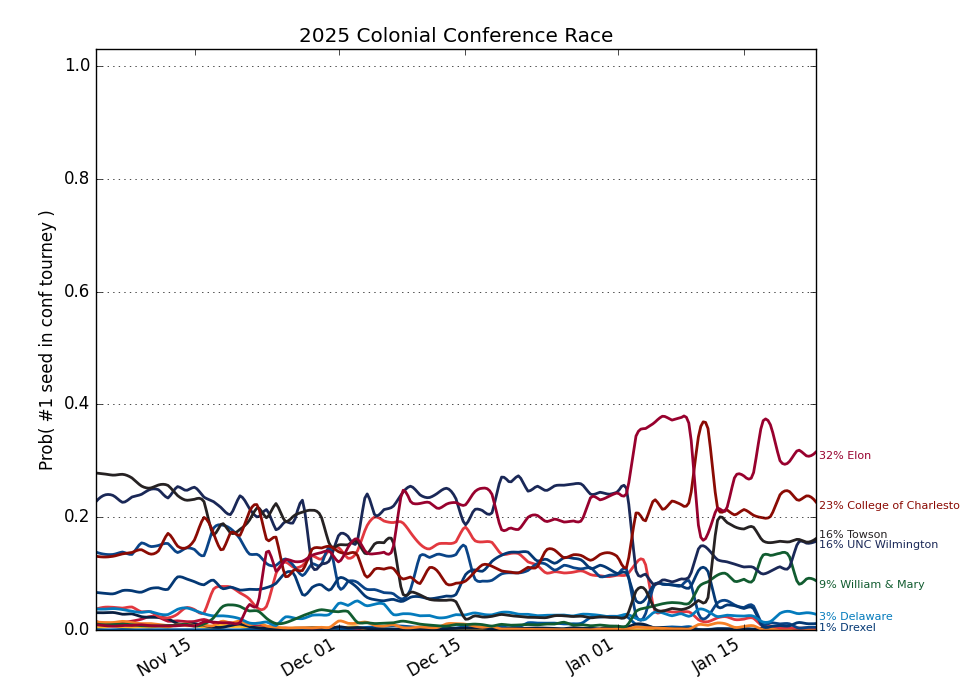 2025 Colonial Conference Race
Prob( #1 seed in conf tourney )
1.0
0.8
0.6
0.4
0.2
0.0
Nov 15
Dec 01
Dec 15
Jan 01
Jan 15
32% Elon
23% College of Charlesto
16% Towson
16% UNC Wilmington
9% William & Mary
3% Delaware
1% Drexel